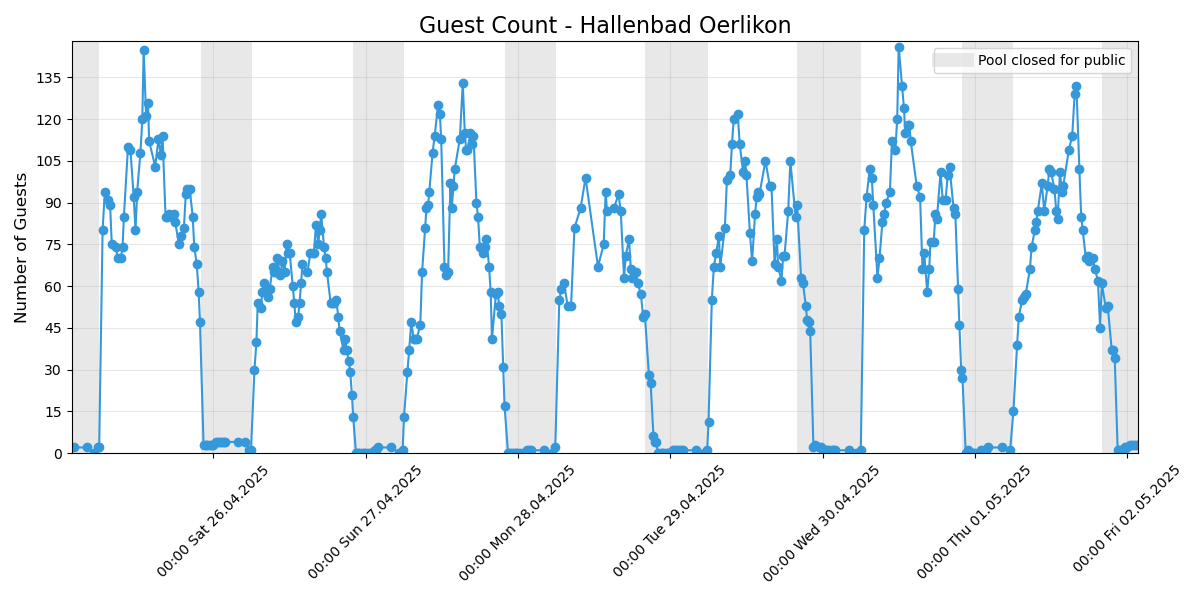 Guest Count - Hallenbad Oerlikon
Pool closed for public
Number of Guests
135
120
105
90
75
60
45
30
15
0
00:00 Sat 26.04.2025
00:00 Sun 27.04.2025
00:00 Mon 28.04.2025
00:00 Tue 29.04.2025
00:00 Wed 30.04.2025
00:00 Thu 01.05.2025
00:00 Fri 02.05.2025